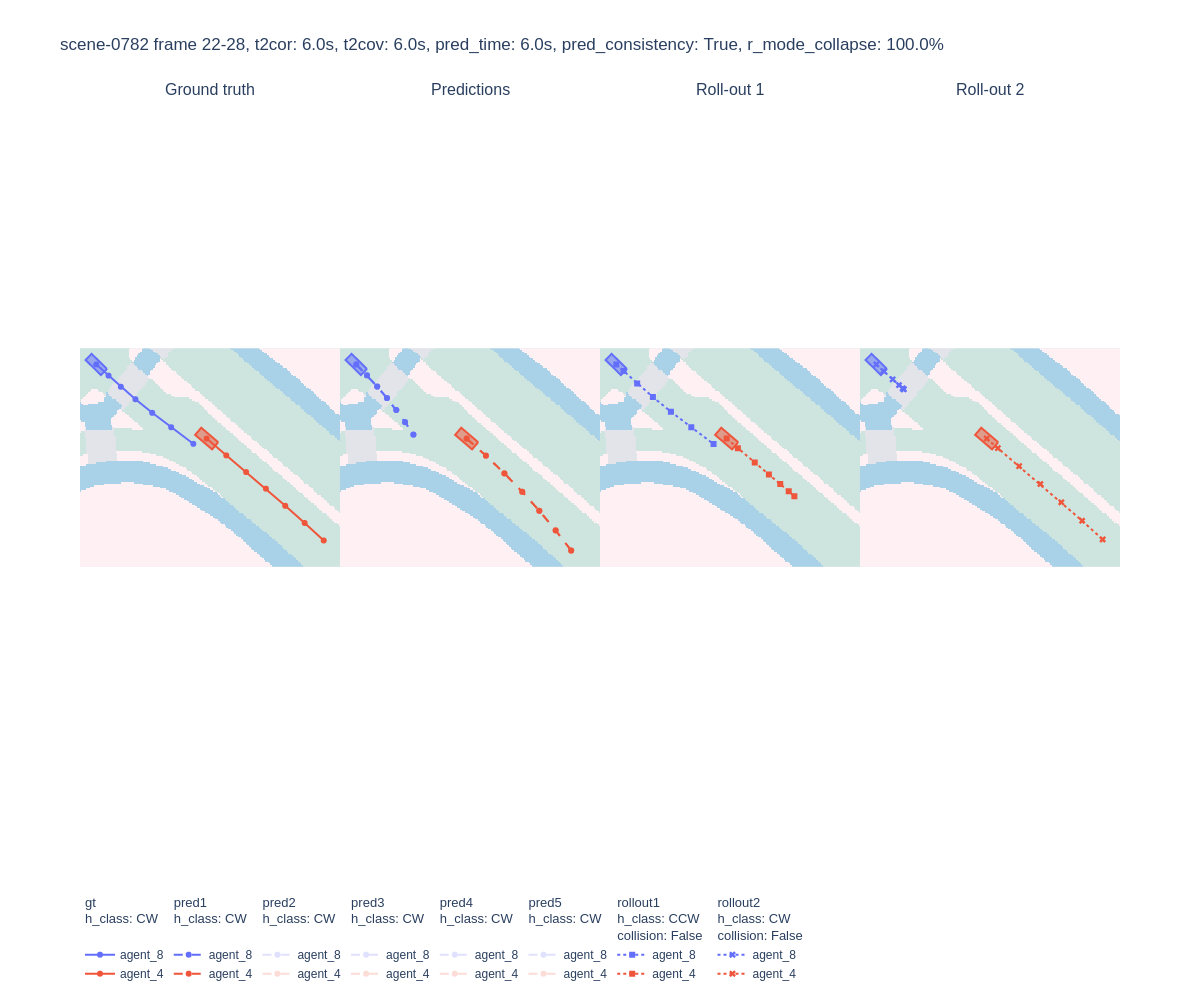 scene-0782 frame 22-28, t2cor: 6.0s, t2cov: 6.0s, pred_time: 6.0s, pred_consistency: True, r_mode_collapse: 100.0%
Ground truth Predictions Roll-out 1 Roll-out 2
gt pred1 pred2 pred3 pred4 pred5 rollout1 rollout2
h_class: CW h_class: CW h_class: CW h_class: CW h_class: CW h_class: CW h_class: CCW h_class: CW
collision: False collision: False
agent_8 agent_8 agent_8 agent_8 agent_8 agent_8 agent_8 agent_8
agent_4 agent_4 agent_4 agent_4 agent_4 agent_4 agent_4 agent_4